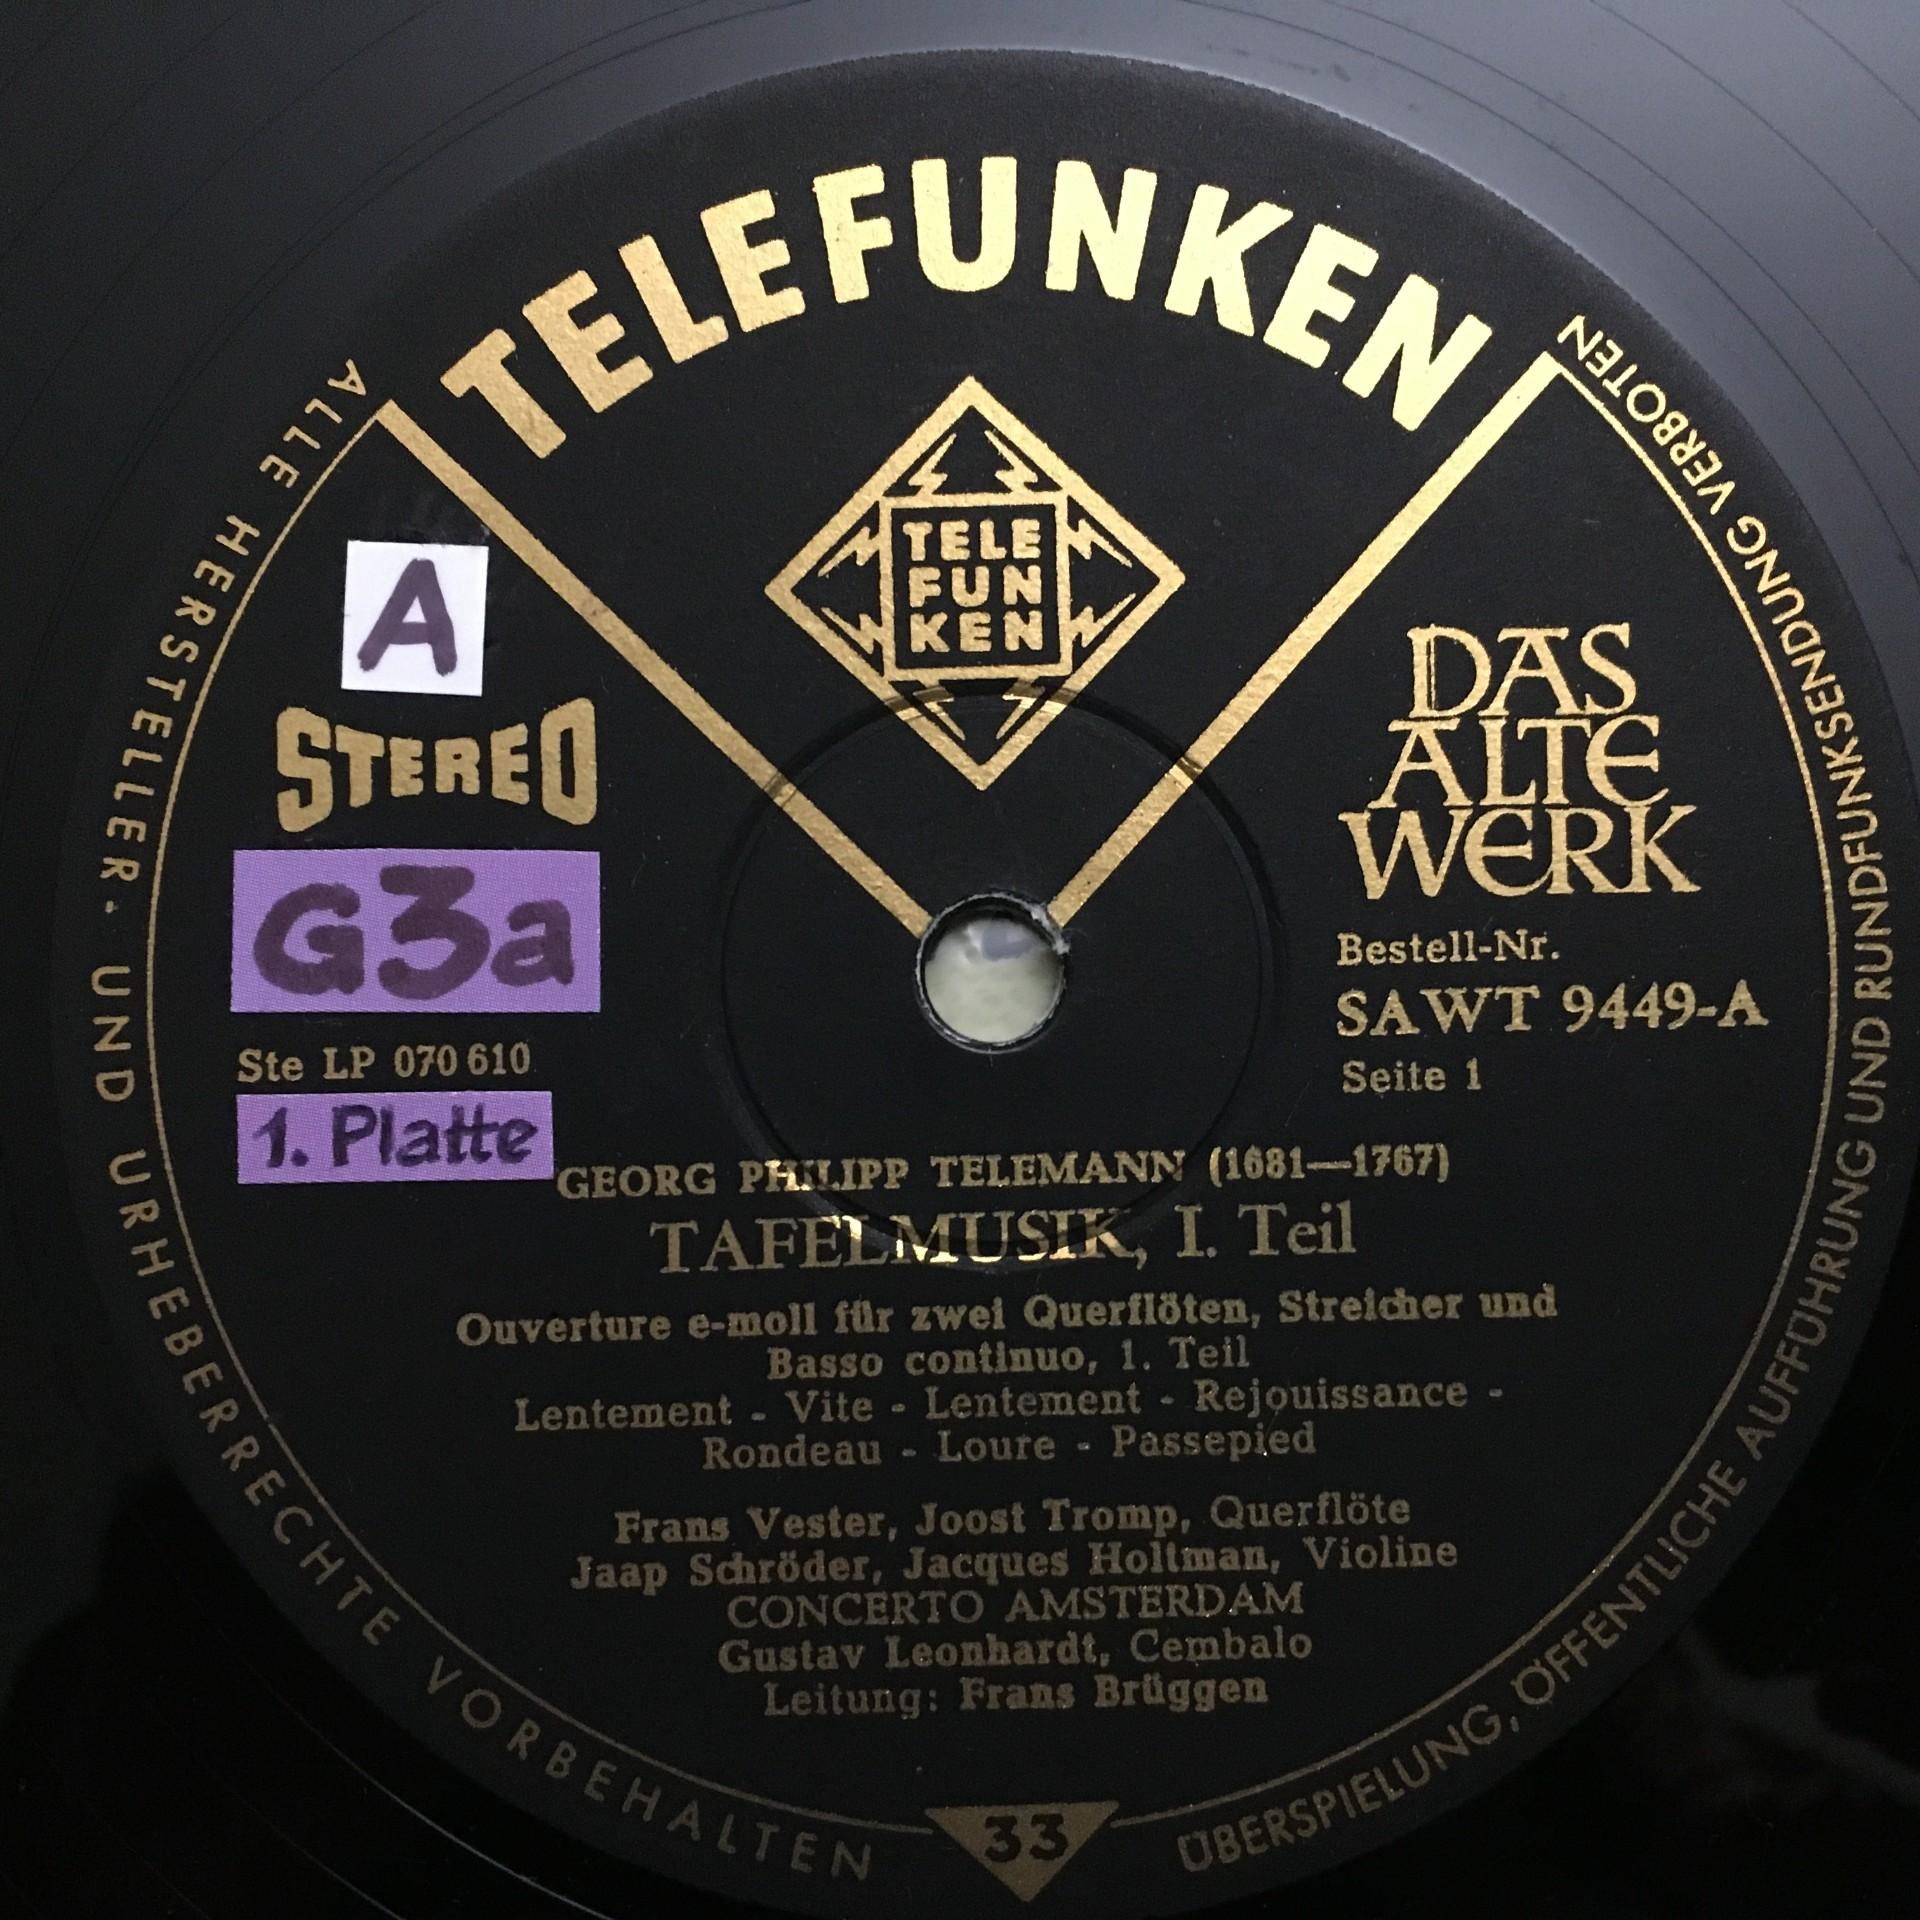 TELEFUNKEN
TELE
FUN
KEN
A
STEREO
G3a
Ste LP 070 610
1. Platte
DAS
ALTE
WERK
Bestell-Nr.
SAWT 9449-A
Seite 1
GEORG PHILIPP TELEMANN (1681—1767)
TAFELMUSIK, I. Teil
Ouverture e-moll für zwei Querflöten, Streicher und
Basso continuo, 1. Teil
Lentement - Vite - Lentement - Rejouissance -
Rondeau - Loure - Passepied
Frans Vester, Joost Tromp, Querflöte
Jaap Schröder, Jacques Holtman, Violine
CONCERTO AMSTERDAM
Gustav Leonhardt, Cembalo
Leitung: Frans Brüggen
33
ALLE HERSTELLER- UND URHEBERRECHTE VORBEHALTEN
ÜBERSPIELUNG, ÖFFENTLICHE AUFFÜHRUNG UND RUNDFUNKSENDUNG VERBOTEN